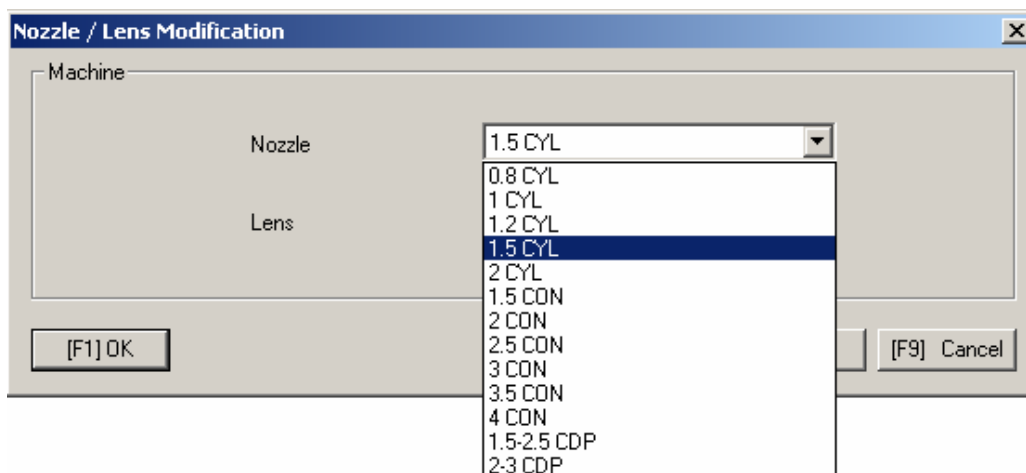 Nozzle / Lens Modification
Machine
Nozzle
1.5 CYL
0.8 CYL
1 CYL
1.2 CYL
Lens
1.5 CYL
2 CYL
1.5 CON
2 CON
[F1] OK
2.5 CON
[F9] Cancel
3 CON
3.5 CON
4 CON
1.5-2.5 CDP
2-3 CDP